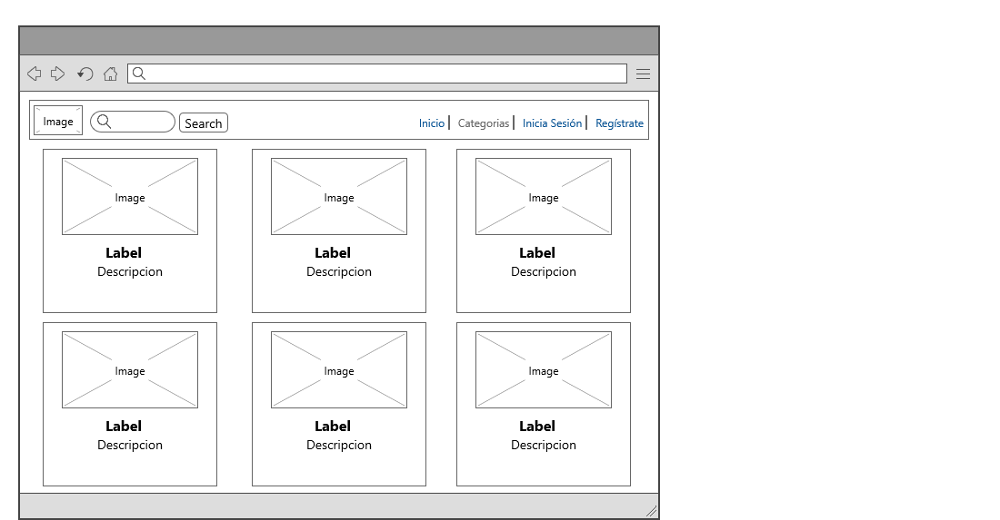 Image Search Inicio Categorias Inicia Sesión Regístrate
Image Image Image
Label Label Label
Descripcion Descripcion Descripcion
Image Image Image
Label Label Label
Descripcion Descripcion Descripcion